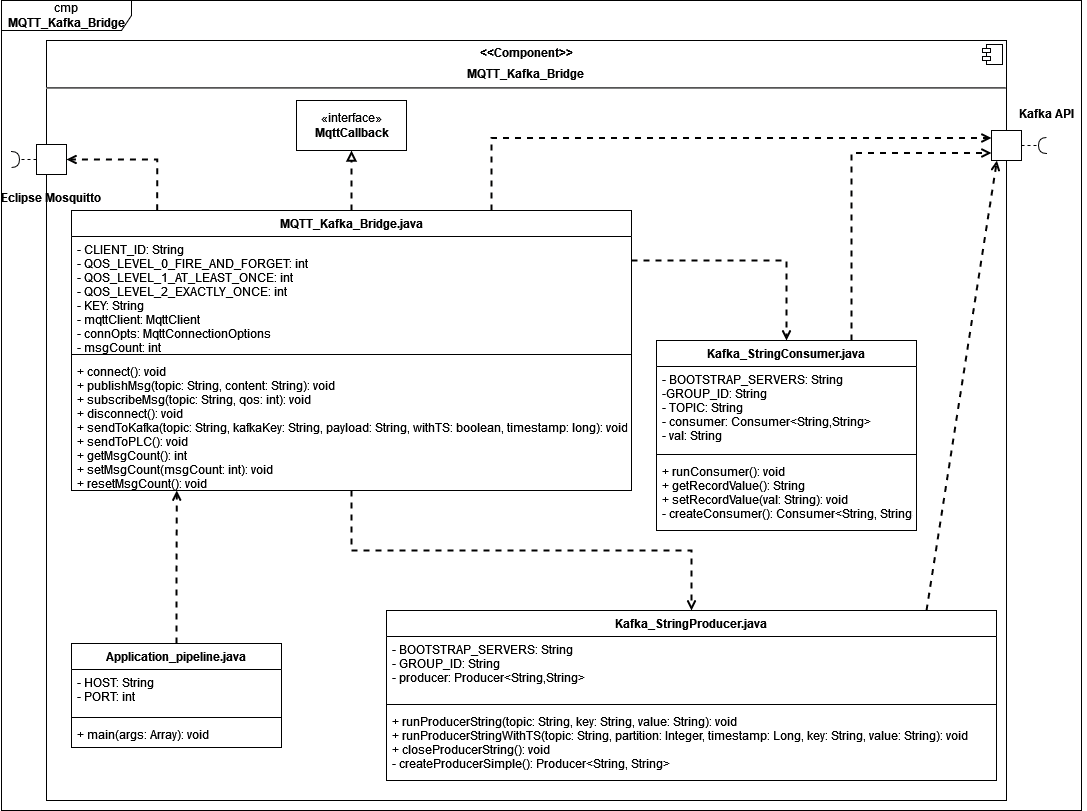 cmp
MQTT_Kafka_Bridge
<<Component>>
MQTT_Kafka_Bridge
«interface»
MqttCallback
Kafka API
Eclipse Mosquitto
MQTT_Kafka_Bridge.java
- CLIENT_ID: String
- QOS_LEVEL_0_FIRE_AND_FORGET: int
- QOS_LEVEL_1_AT_LEAST_ONCE: int
- QOS_LEVEL_2_EXACTLY_ONCE: int
- KEY: String
- mqttClient: MqttClient
- connOpts: MqttConnectionOptions
- msgCount: int
+ connect(): void
+ publishMsg(topic: String, content: String): void
+ subscribeMsg(topic: String, qos: int): void
+ disconnect(): void
+ sendToKafka(topic: String, kafkaKey: String, payload: String, withTS: boolean, timestamp: long): void
+ sendToPLC(): void
+ getMsgCount(): int
+ setMsgCount(msgCount: int): void
+ resetMsgCount(): void
Kafka_StringConsumer.java
- BOOTSTRAP_SERVERS: String
-GROUP_ID: String
- TOPIC: String
- consumer: Consumer<String,String>
- val: String
+ runConsumer(): void
+ getRecordValue(): String
+ setRecordValue(val: String): void
- createConsumer(): Consumer<String, String
Application_pipeline.java
- HOST: String
- PORT: int
+ main(args: Array): void
Kafka_StringProducer.java
- BOOTSTRAP_SERVERS: String
- GROUP_ID: String
- producer: Producer<String,String>
+ runProducerString(topic: String, key: String, value: String): void
+ runProducerStringWithTS(topic: String, partition: Integer, timestamp: Long, key: String, value: String): void
+ closeProducerString(): void
- createProducerSimple(): Producer<String, String>